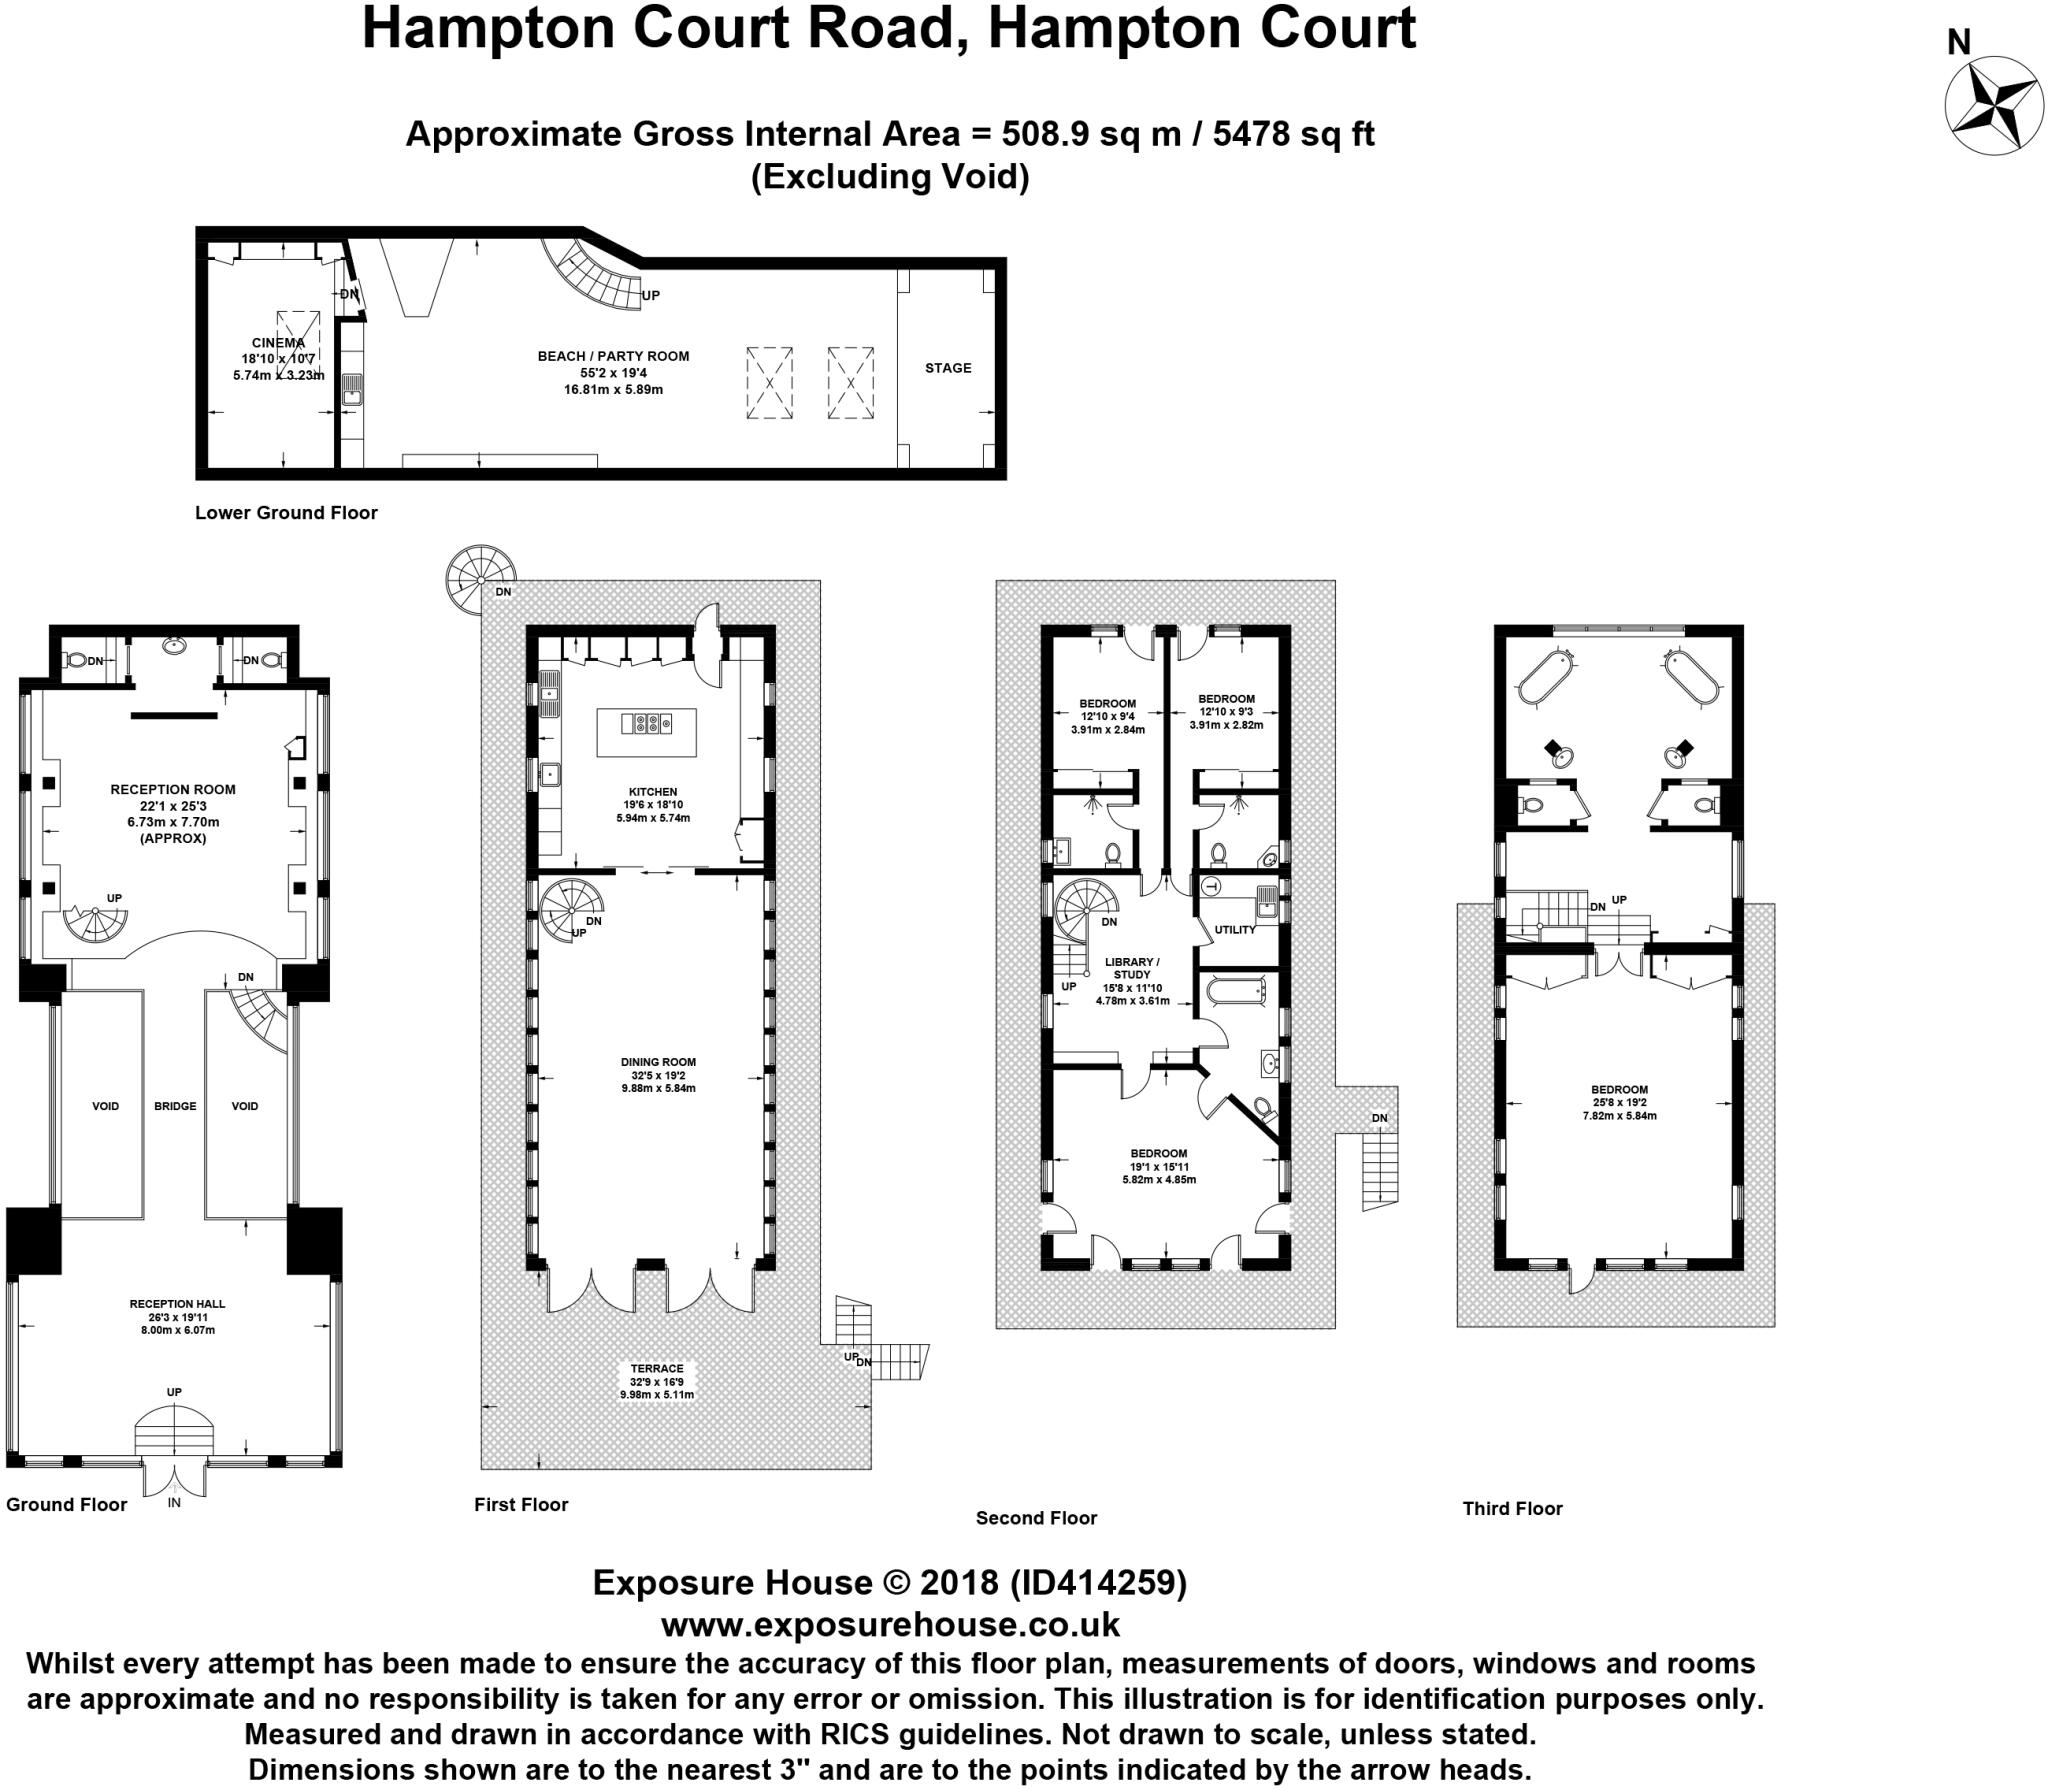 Hampton Court Road, Hampton Court
N
Approximate Gross Internal Area = 508.9 sq m / 5478 sq ft
(Excluding Void)
DN
UP
CINEMA
18'10 x 10'7
5.74m x 3.23m
BEACH / PARTY ROOM
55'2 x 19'4
16.81m x 5.89m
STAGE
Lower Ground Floor
DN
DN
RECEPTION ROOM
22'1 x 25'3
6.73m x 7.70m
(APPROX)
UP
DN
VOID
BRIDGE
VOID
RECEPTION HALL
26'3 x 19'11
8.00m x 6.07m
UP
IN
Ground Floor
DN
KITCHEN
19'6 x 18'10
5.94m x 5.74m
DN
UP
DINING ROOM
32'5 x 19'2
9.88m x 5.84m
TERRACE
32'9 x 16'9
9.98m x 5.11m
UP
DN
First Floor
BEDROOM
12'10 x 9'4
3.91m x 2.84m
BEDROOM
12'10 x 9'3
3.91m x 2.82m
T
DN
UTILITY
LIBRARY /
STUDY
15'8 x 11'10
4.78m x 3.61m
UP
BEDROOM
19'1 x 15'11
5.82m x 4.85m
DN
Second Floor
DN
UP
BEDROOM
25'8 x 19'2
7.82m x 5.84m
Third Floor
Exposure House © 2018 (ID414259)
www.exposurehouse.co.uk
Whilst every attempt has been made to ensure the accuracy of this floor plan, measurements of doors, windows and rooms
are approximate and no responsibility is taken for any error or omission. This illustration is for identification purposes only.
Measured and drawn in accordance with RICS guidelines. Not drawn to scale, unless stated.
Dimensions shown are to the nearest 3" and are to the points indicated by the arrow heads.